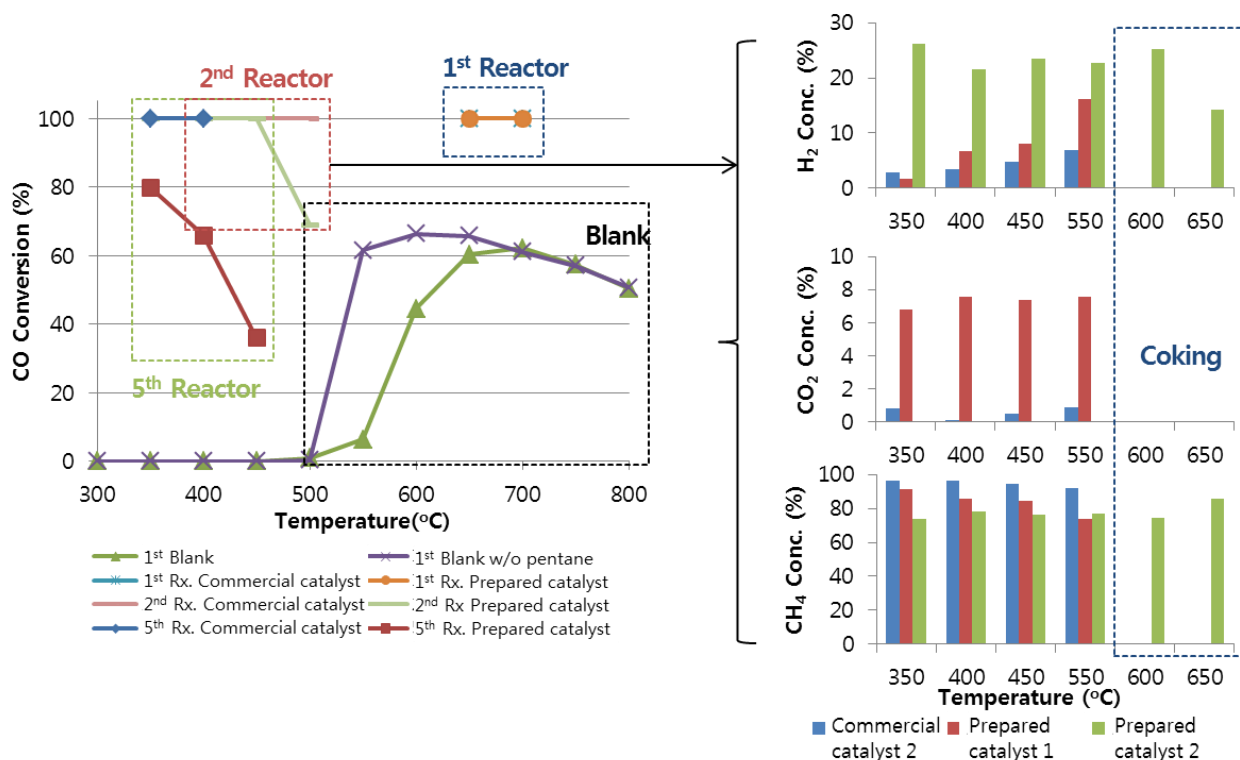 2nd Reactor
1st Reactor
CO Conversion (%)
100
80
60
40
20
0
Blank
5th Reactor
300 400 500 600 700 800
Temperature(oC)
1st Blank
1st Blank w/o pentane
1st Rx. Commercial catalyst
1st Rx. Prepared catalyst
2nd Rx. Commercial catalyst
2nd Rx Prepared catalyst
5th Rx. Commercial catalyst
5th Rx. Prepared catalyst
H2 Conc. (%)
30
20
10
0
350 400 450 550 600 650
CO2 Conc. (%)
10
8
6
4
2
0
Coking
350 400 450 550 600 650
CH4 Conc. (%)
100
80
60
40
20
0
350 400 450 550 600 650
Temperature (oC)
Commercial
catalyst 2
Prepared
catalyst 1
Prepared
catalyst 2